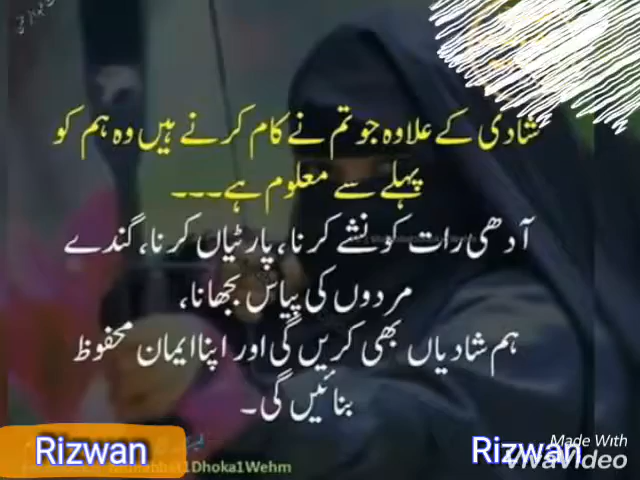 شادی کے علاوہ جو تم نے کام کرنے ہیں وہ ہم کو
پہلے سے معلوم ہے۔۔۔
آدھی رات کو نشے کرنا، پارٹیاں کرنا، گندے
مردوں کی پیاس بجھانا،
ہم شادیاں بھی کریں گی اور اپنا ایمان محفوظ
بنائیں گی۔
Rizwan
Rizwan
1Dhoka1Wehm
Made With
VivaVideo